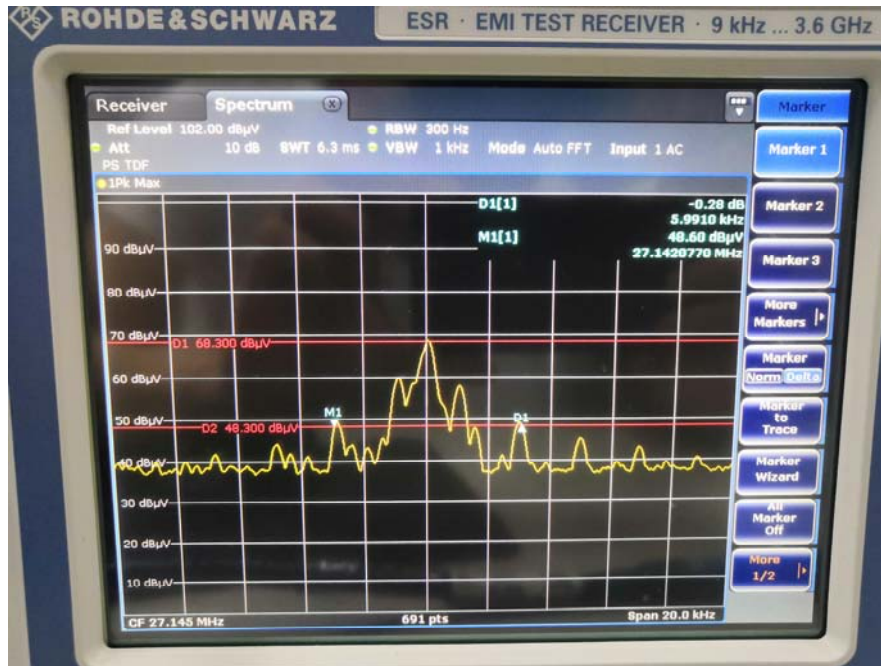 ROHDE & SCHWARZ
ESR · EMI TEST RECEIVER · 9 kHz ... 3.6 GHz
Receiver Spectrum X
Marker
Ref Level 102.00 dBµV RBW 300 Hz
Att 10 dB SWT 6.3 ms VBW 1 kHz Mode Auto FFT Input 1 AC
PS TDF
1Pk Max
D1[1] -0.28 dB
5.9910 kHz
M1[1] 48.60 dBµV
27.1420770 MHz
90 dBµV
80 dBµV
70 dBµV
D1 68.300 dBµV
60 dBµV
50 dBµV
M1
D1
D2 48.300 dBµV
40 dBµV
30 dBµV
20 dBµV
10 dBµV
CF 27.145 MHz 691 pts Span 20.0 kHz
Marker 1
Marker 2
Marker 3
More
Markers
Marker
Norm Delta
Marker
to
Trace
Marker
Wizard
All
Marker
Off
More
1/2